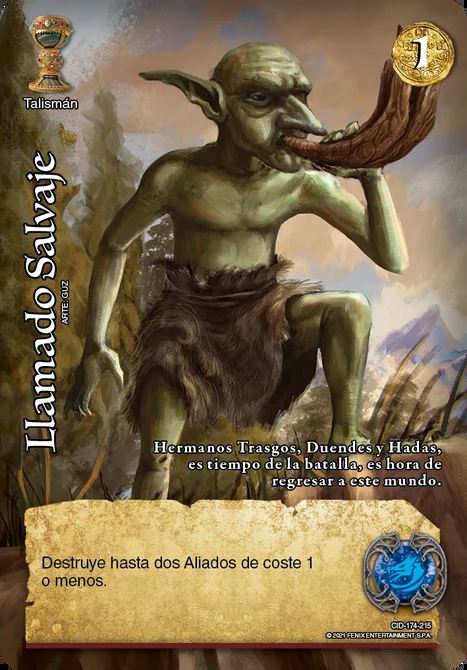 1
Talismán
Llamado Salvaje
ARTE: GUZ
Hermanos Trasgos, Duendes y Hadas,
es tiempo de la batalla, es hora de
regresar a este mundo.
Destruye hasta dos Aliados de coste 1
o menos.
CID-174-215
© 2021 FENIX ENTERTAINMENT S.P.A.